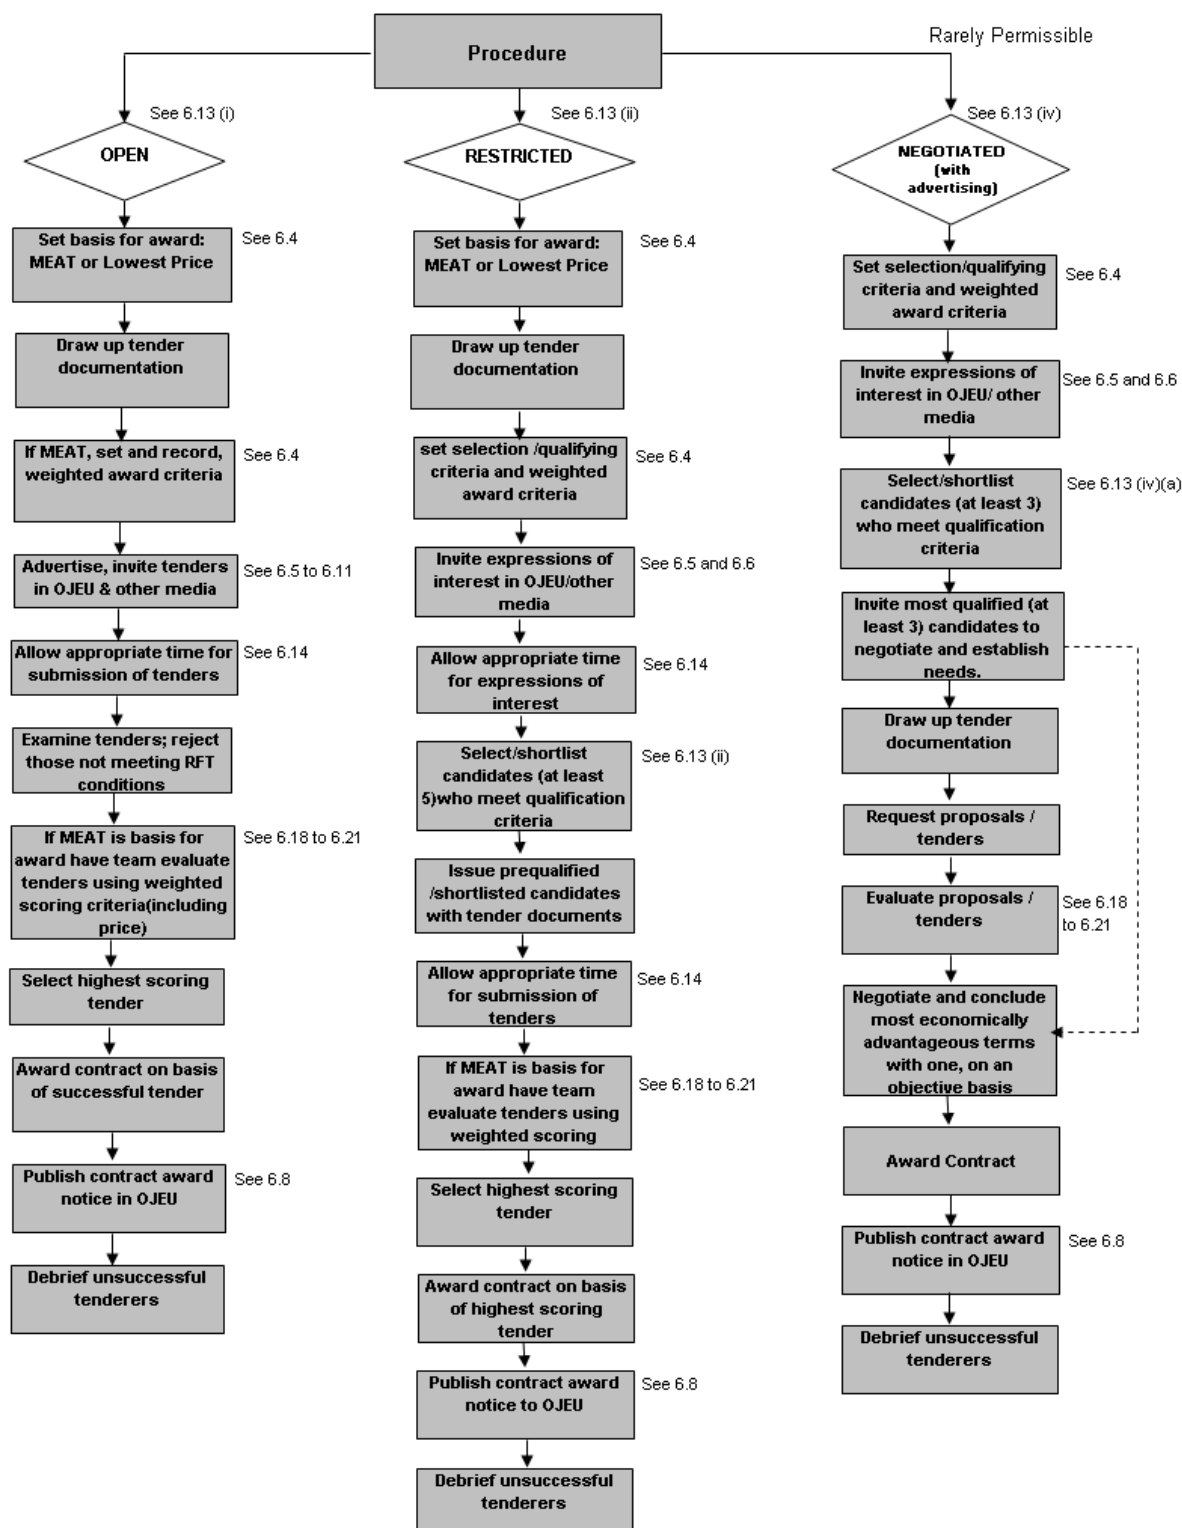 Procedure
Rarely Permissible
See 6.13 (i)
OPEN
Set basis for award:
MEAT or Lowest Price
See 6.4
Draw up tender
documentation
If MEAT, set and record,
weighted award criteria
See 6.4
Advertise, invite tenders
in OJEU & other media
See 6.5 to 6.11
Allow appropriate time for
submission of tenders
See 6.14
Examine tenders; reject
those not meeting RFT
conditions
If MEAT is basis for
award have team evaluate
tenders using weighted
scoring criteria(including
price)
See 6.18 to 6.21
Select highest scoring
tender
Award contract on basis
of successful tender
Publish contract award
notice in OJEU
See 6.8
Debrief unsuccessful
tenderers
See 6.13 (ii)
RESTRICTED
Set basis for award:
MEAT or Lowest Price
See 6.4
Draw up tender
documentation
set selection /qualifying
criteria and weighted
award criteria
See 6.4
Invite expressions of
interest in OJEU/other
media
See 6.5 and 6.6
Allow appropriate time
for expressions of
interest
See 6.14
Select/shortlist
candidates (at least
5)who meet qualification
criteria
See 6.13 (ii)
Issue prequalified
/shortlisted candidates
with tender documents
Allow appropriate time
for submission of
tenders
See 6.14
If MEAT is basis for
award have team
evaluate tenders using
weighted scoring
See 6.18 to 6.21
Select highest scoring
tender
Award contract on basis
of highest scoring
tender
Publish contract award
notice to OJEU
See 6.8
Debrief unsuccessful
tenderers
See 6.13 (iv)
NEGOTIATED
(with
advertising)
Set selection/qualifying
criteria and weighted
award criteria
See 6.4
Invite expressions of
interest in OJEU/ other
media
See 6.5 and 6.6
Select/shortlist
candidates (at least 3)
who meet qualification
criteria
See 6.13 (iv)(a)
Invite most qualified (at
least 3) candidates to
negotiate and establish
needs.
Draw up tender
documentation
Request proposals /
tenders
Evaluate proposals /
tenders
See 6.18
to 6.21
Negotiate and conclude
most economically
advantageous terms
with one, on an
objective basis
Award Contract
Publish contract award
notice in OJEU
See 6.8
Debrief unsuccessful
tenderers